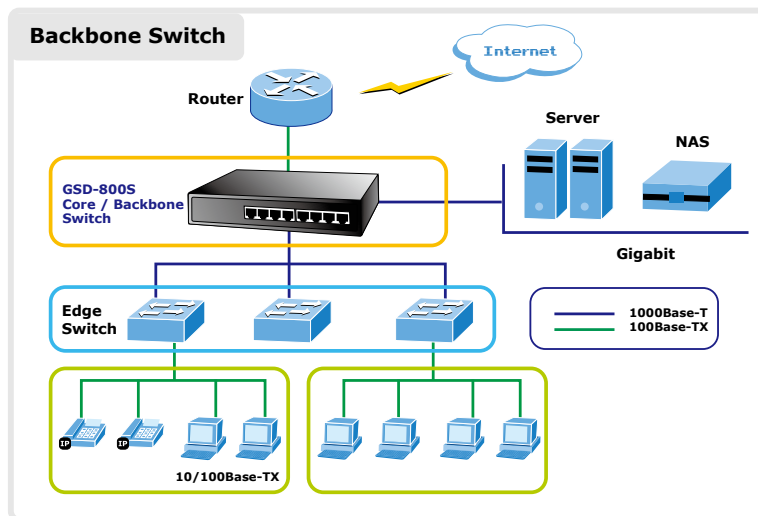 Backbone Switch
Internet
Router
Server
NAS
GSD-800S
Core / Backbone
Switch
Gigabit
Edge
Switch
1000Base-T
100Base-TX
IP
IP
10/100Base-TX